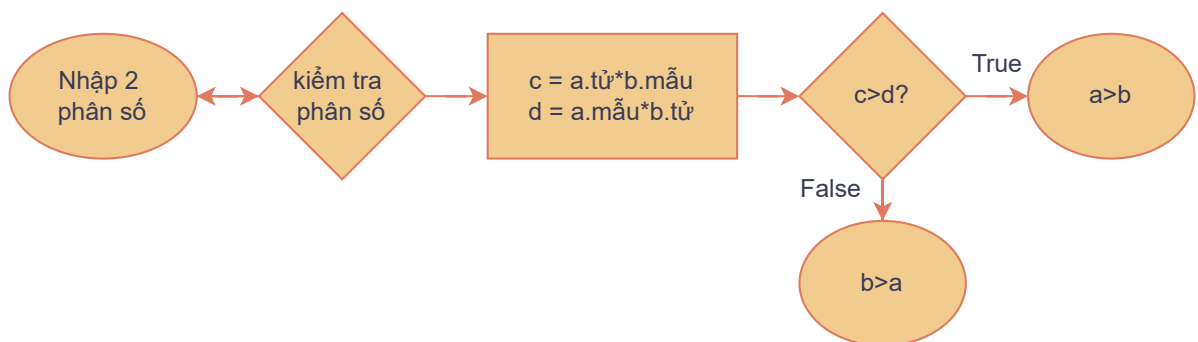 Nhập 2
phân số
kiểm tra
phân số
c = a.tử*b.mẫu
d = a.mẫu*b.tử
c>d?
True
a>b
False
b>a